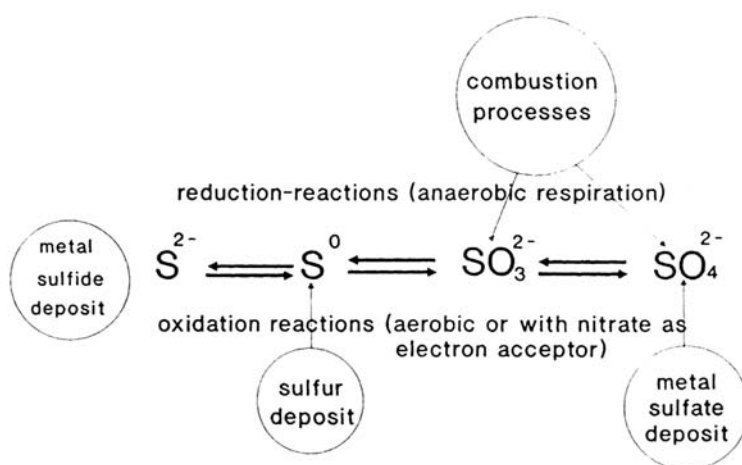 combustion
processes
reduction-reactions (anaerobic respiration)
metal
sulfide
deposit
S²⁻ S⁰ SO₃²⁻ SO₄²⁻
oxidation reactions (aerobic or with nitrate as
electron acceptor)
sulfur
deposit
metal
sulfate
deposit